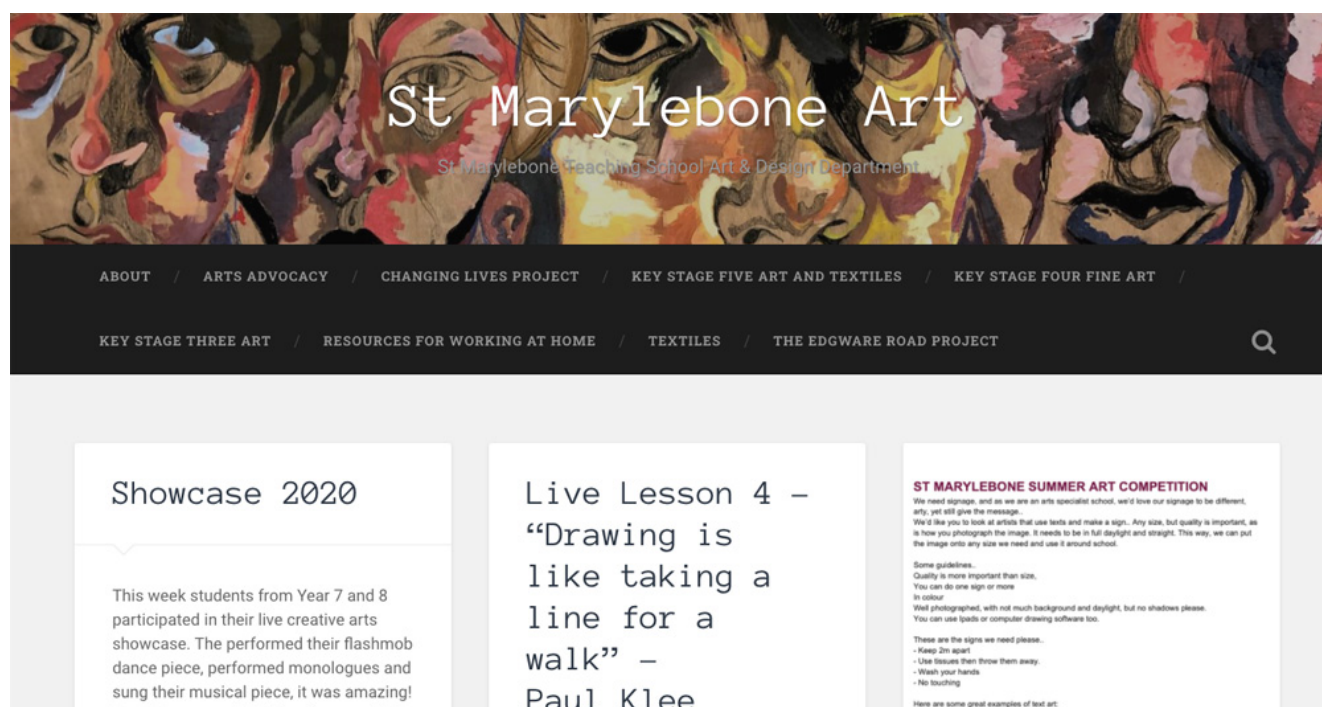 St Marylebone Art
St Marylebone Teaching School Art & Design Department
ABOUT / ARTS ADVOCACY / CHANGING LIVES PROJECT / KEY STAGE FIVE ART AND TEXTILES / KEY STAGE FOUR FINE ART /
KEY STAGE THREE ART / RESOURCES FOR WORKING AT HOME / TEXTILES / THE EDGWARE ROAD PROJECT
Showcase 2020
This week students from Year 7 and 8
participated in their live creative arts
showcase. The performed their flashmob
dance piece, performed monologues and
sung their musical piece, it was amazing!
Live Lesson 4 –
“Drawing is
like taking a
line for a
walk” –
Paul Klee
ST MARYLEBONE SUMMER ART COMPETITION
We need signage, and as we are an arts specialist school, we'd love our signage to be different,
arty, yet still give the message..
We'd like you to look at artists that use texts and make a sign.. Any size, but quality is important, as
is how you photograph the image. It needs to be in full daylight and straight. This way, we can put
the image onto any size we need and use it around school.
Some guidelines..
Quality is more important than size,
You can do one sign or more
In colour
Well photographed, with not much background and daylight, but no shadows please.
You can use Ipads or computer drawing software too.
These are the signs we need please..
- Keep 2m apart
- Use tissues then throw them away.
- Wash your hands
- No touching
Here are some great examples of text art: